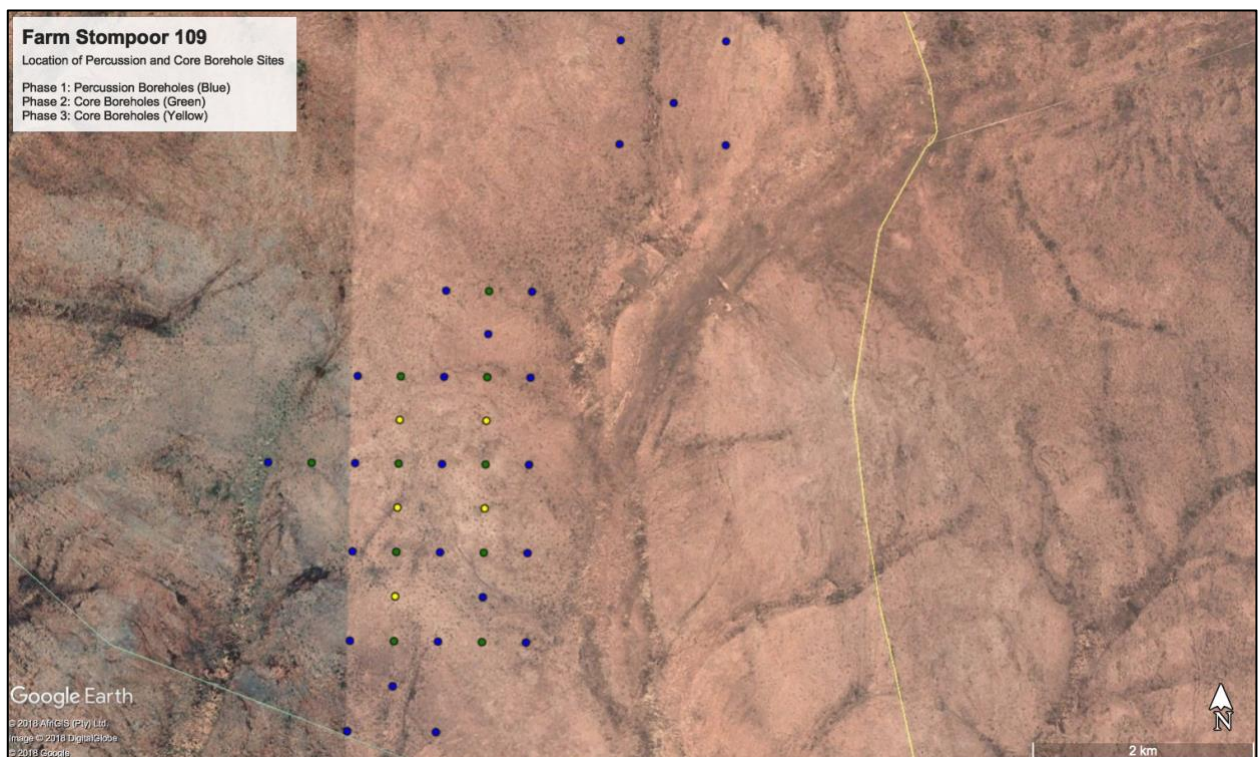 Farm Stompoor 109
Location of Percussion and Core Borehole Sites
Phase 1: Percussion Boreholes (Blue)
Phase 2: Core Boreholes (Green)
Phase 3: Core Boreholes (Yellow)
Google Earth
© 2018 AfriGIS (Pty) Ltd.
Image © 2018 DigitalGlobe
© 2018 Google
N
2 km